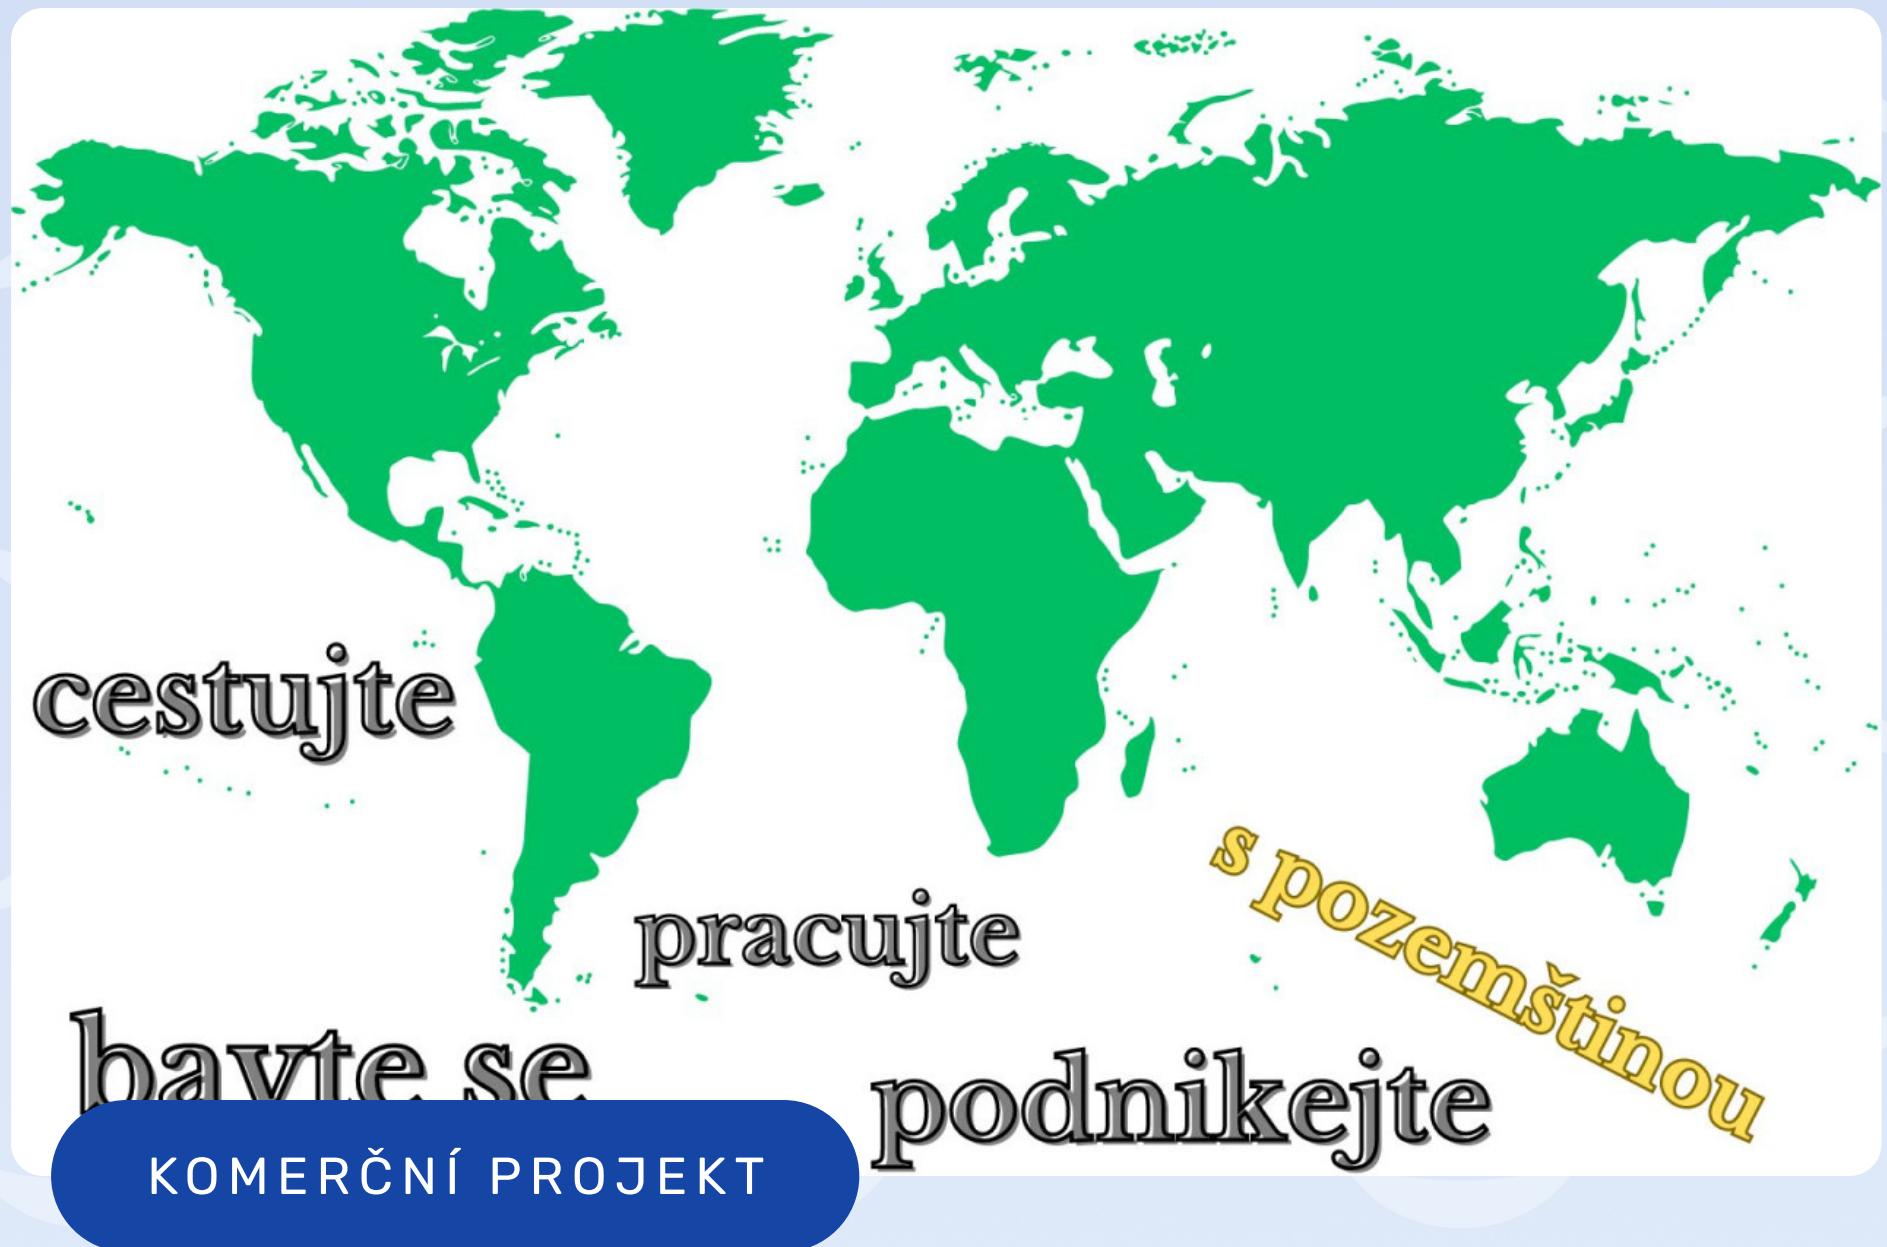 cestujte
pracujte
s pozemštinou
bavte se
podnikejte
KOMERČNÍ PROJEKT